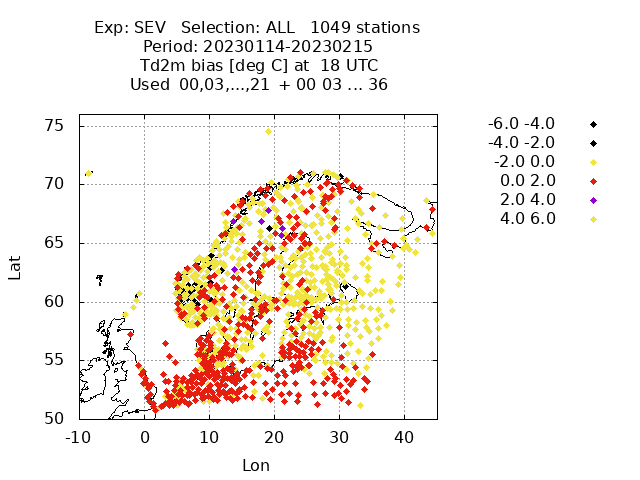 Exp: SEV   Selection: ALL   1049 stations
Period: 20230114-20230215
Td2m bias [deg C] at  18 UTC
Used  00,03,...,21  + 00 03 ... 36
-6.0 -4.0
-4.0 -2.0
-2.0 0.0
0.0 2.0
2.0 4.0
4.0 6.0
75
70
65
60
55
50
Lat
-10 0 10 20 30 40
Lon